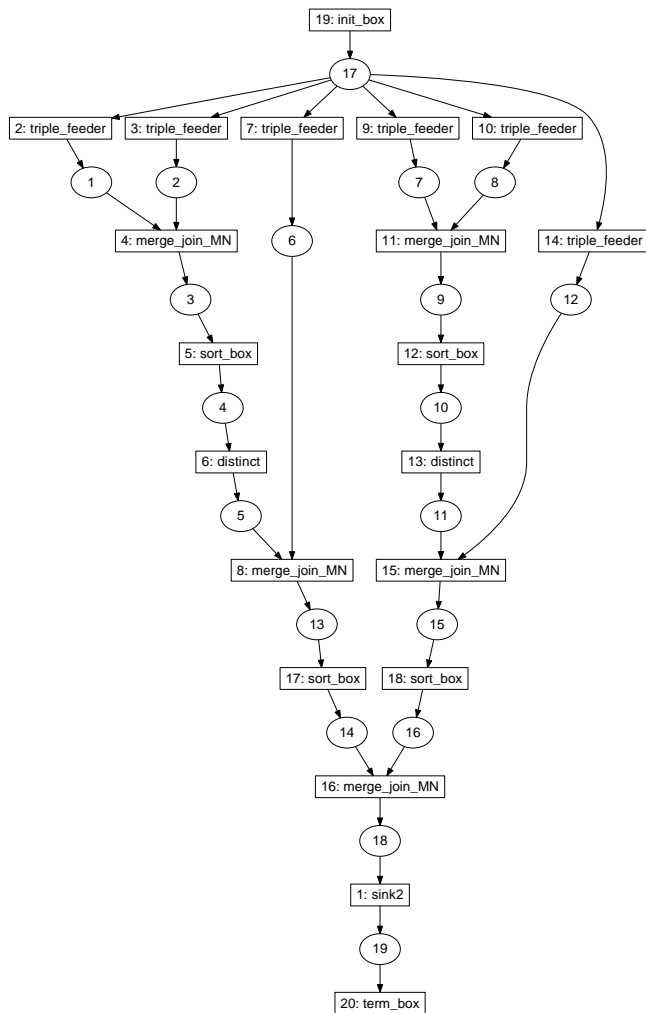 19: init_box
17
2: triple_feeder
3: triple_feeder
7: triple_feeder
9: triple_feeder
10: triple_feeder
1
2
7
8
4: merge_join_MN
6
11: merge_join_MN
14: triple_feeder
3
9
12
5: sort_box
12: sort_box
4
10
6: distinct
13: distinct
5
11
8: merge_join_MN
15: merge_join_MN
13
15
17: sort_box
18: sort_box
14
16
16: merge_join_MN
18
1: sink2
19
20: term_box